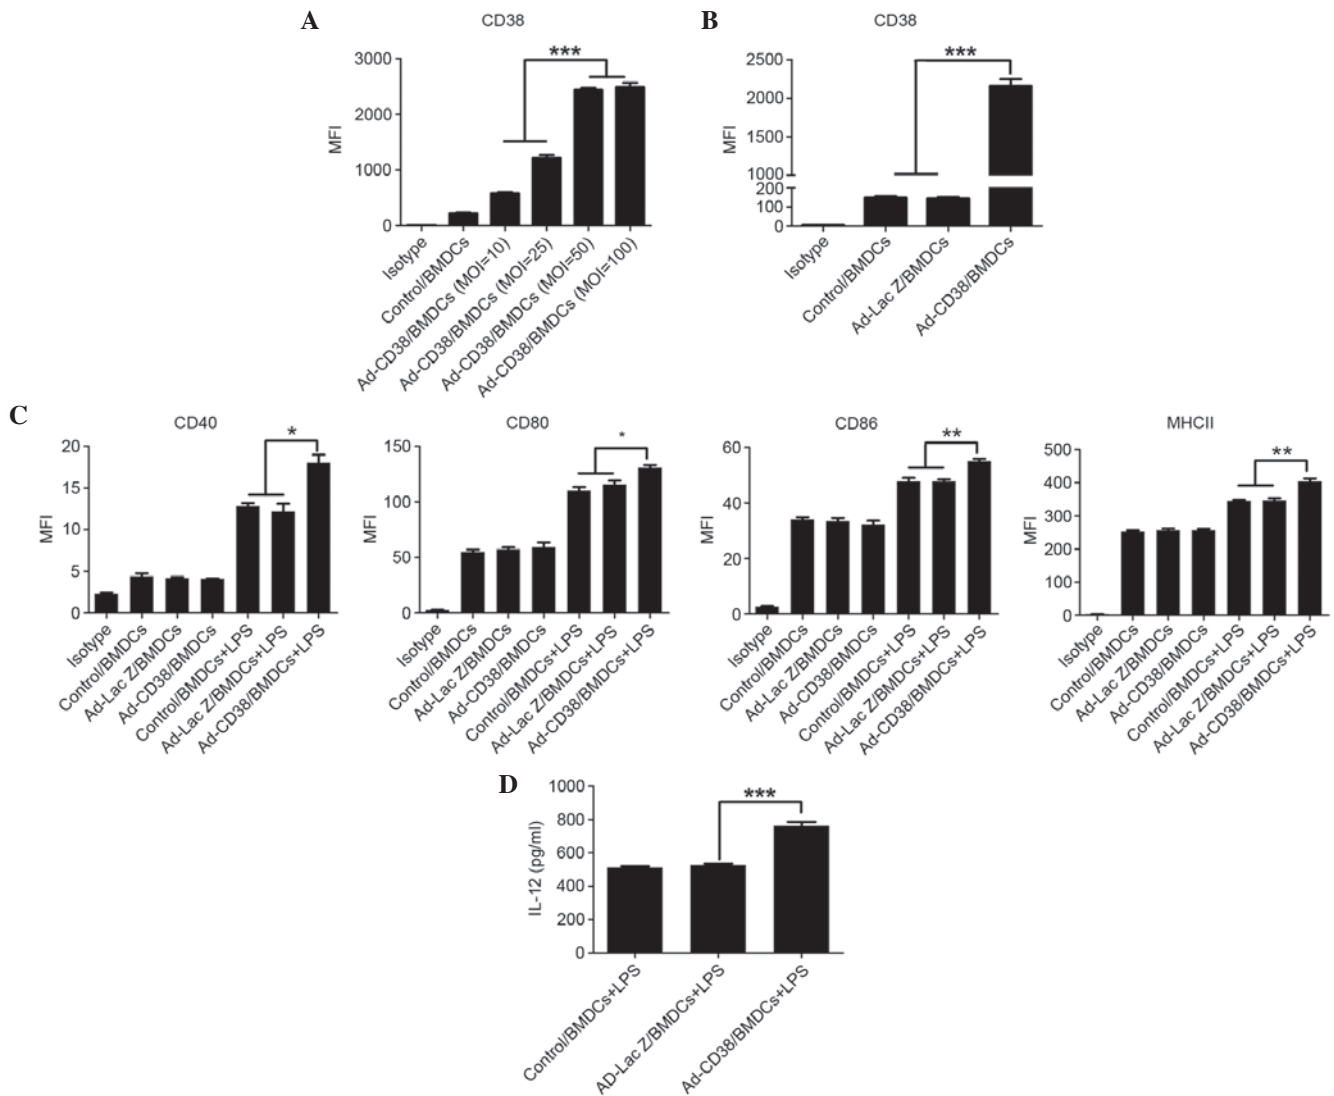 A
CD38
***
MFI
3000
2000
1000
0
Isotype
Control/BMDCs
Ad-CD38/BMDCs (MOI=10)
Ad-CD38/BMDCs (MOI=25)
Ad-CD38/BMDCs (MOI=50)
Ad-CD38/BMDCs (MOI=100)
B
CD38
***
MFI
2500
2000
1500
1000
200
100
0
Isotype
Control/BMDCs
Ad-Lac Z/BMDCs
Ad-CD38/BMDCs
C
CD40
*
MFI
20
15
10
5
0
Isotype
Control/BMDCs
Ad-Lac Z/BMDCs
Ad-CD38/BMDCs
Control/BMDCs+LPS
Ad-Lac Z/BMDCs+LPS
Ad-CD38/BMDCs+LPS
CD80
*
MFI
150
100
50
0
Isotype
Control/BMDCs
Ad-Lac Z/BMDCs
Ad-CD38/BMDCs
Control/BMDCs+LPS
Ad-Lac Z/BMDCs+LPS
Ad-CD38/BMDCs+LPS
CD86
**
MFI
60
40
20
0
Isotype
Control/BMDCs
Ad-Lac Z/BMDCs
Ad-CD38/BMDCs
Control/BMDCs+LPS
Ad-Lac Z/BMDCs+LPS
Ad-CD38/BMDCs+LPS
MHCII
**
MFI
500
400
300
200
100
0
Isotype
Control/BMDCs
Ad-Lac Z/BMDCs
Ad-CD38/BMDCs
Control/BMDCs+LPS
Ad-Lac Z/BMDCs+LPS
Ad-CD38/BMDCs+LPS
D
***
IL-12 (pg/ml)
1000
800
600
400
200
0
Control/BMDCs+LPS
AD-Lac Z/BMDCs+LPS
Ad-CD38/BMDCs+LPS